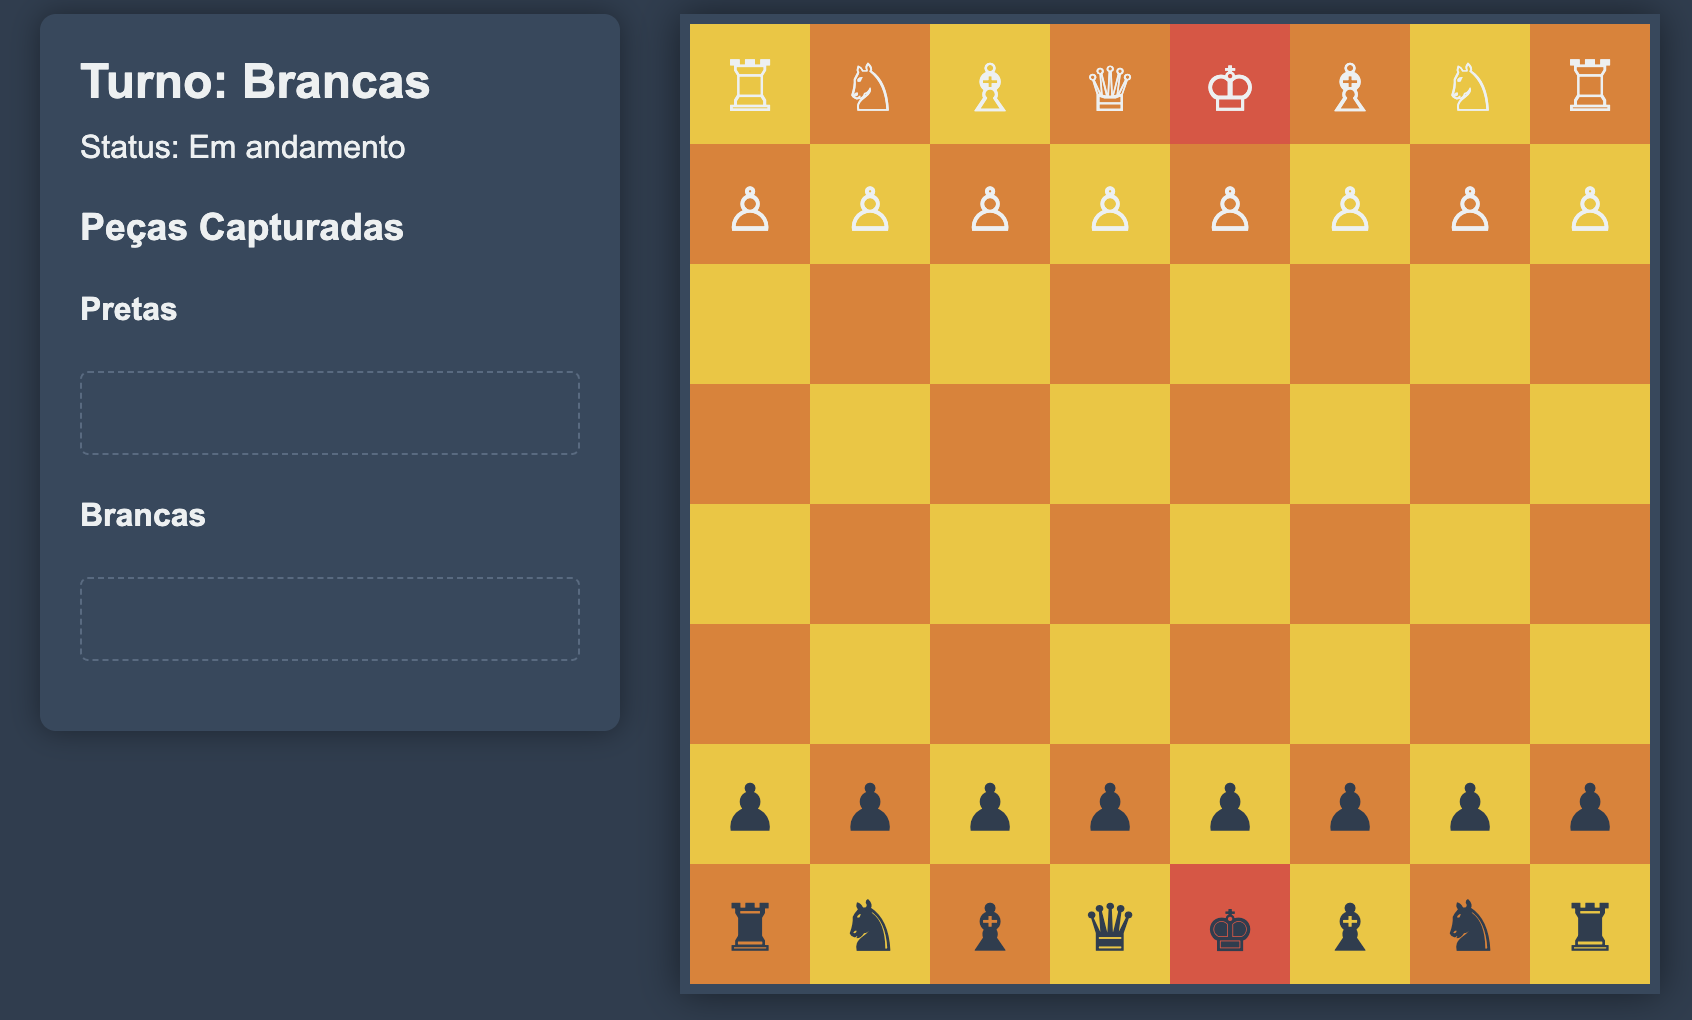 Turno: Brancas
Status: Em andamento
Peças Capturadas
Pretas
Brancas